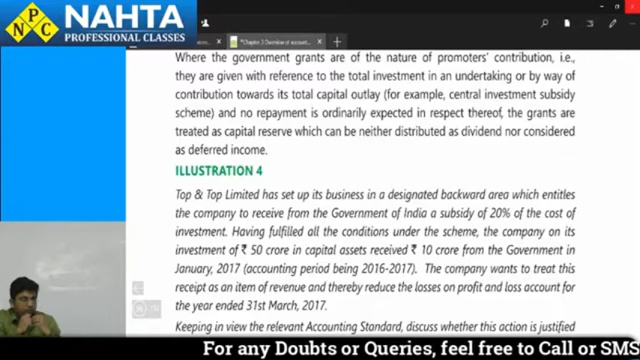 NPC
NAHTA
PROFESSIONAL CLASSES
*Chapter 3 Overview of account...
Where the government grants are of the nature of promoters' contribution, i.e.,
they are given with reference to the total investment in an undertaking or by way of
contribution towards its total capital outlay (for example, central investment subsidy
scheme) and no repayment is ordinarily expected in respect thereof, the grants are
treated as capital reserve which can be neither distributed as dividend nor considered
as deferred income.
ILLUSTRATION 4
Top & Top Limited has set up its business in a designated backward area which entitles
the company to receive from the Government of India a subsidy of 20% of the cost of
investment. Having fulfilled all the conditions under the scheme, the company on its
investment of ₹ 50 crore in capital assets received ₹ 10 crore from the Government in
January, 2017 (accounting period being 2016-2017). The company wants to treat this
receipt as an item of revenue and thereby reduce the losses on profit and loss account for
the year ended 31st March, 2017.
Keeping in view the relevant Accounting Standard, discuss whether this action is justified
For any Doubts or Queries, feel free to Call or SMS